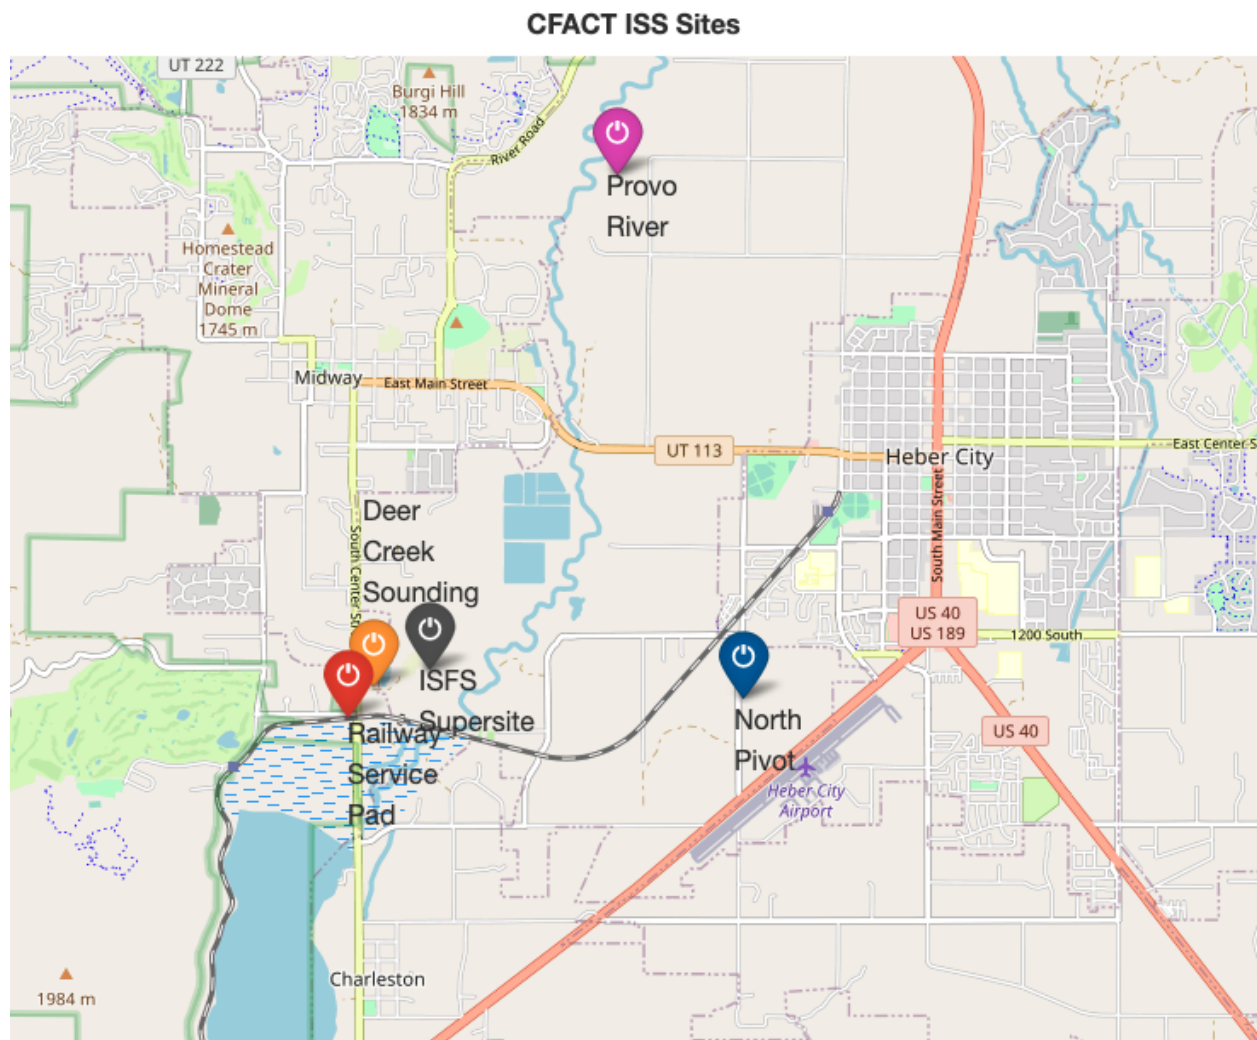 CFACT ISS Sites
UT 222
Burgi Hill
1834 m
River Road
Provo
River
Homestead
Crater
Mineral
Dome
1745 m
Midway
East Main Street
UT 113
Heber City
East Center S
South Main Street
Deer
Creek
Sounding
South Center St
US 40
US 189
1200 South
ISFS
Supersite
Railway
Service
Pad
North
Pivot
US 40
Heber City
Airport
Charleston
1984 m